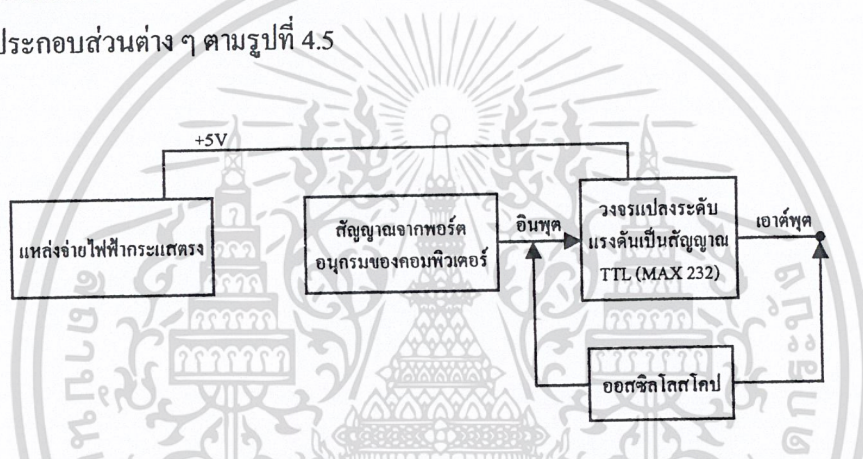 ประกอบส่วนต่าง ๆ ตามรูปที่ 4.5
+5V
แหล่งจ่ายไฟฟ้ากระแสตรง
สัญญาณจากพอร์ต
อนุกรมของคอมพิวเตอร์
อินพุต
วงจรแปลงระดับ
แรงดันเป็นสัญญาณ
TTL (MAX 232)
เอาต์พุต
ออสซิลโลสโคป